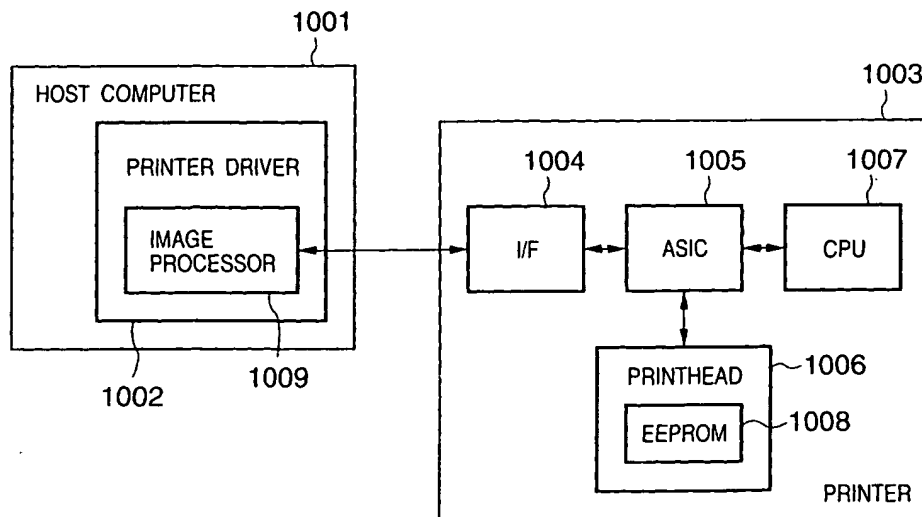 1001
HOST COMPUTER
PRINTER DRIVER
IMAGE
PROCESSOR
1002
1009
1003
1004
1005
1007
I/F
ASIC
CPU
PRINTHEAD
1006
EEPROM
1008
PRINTER